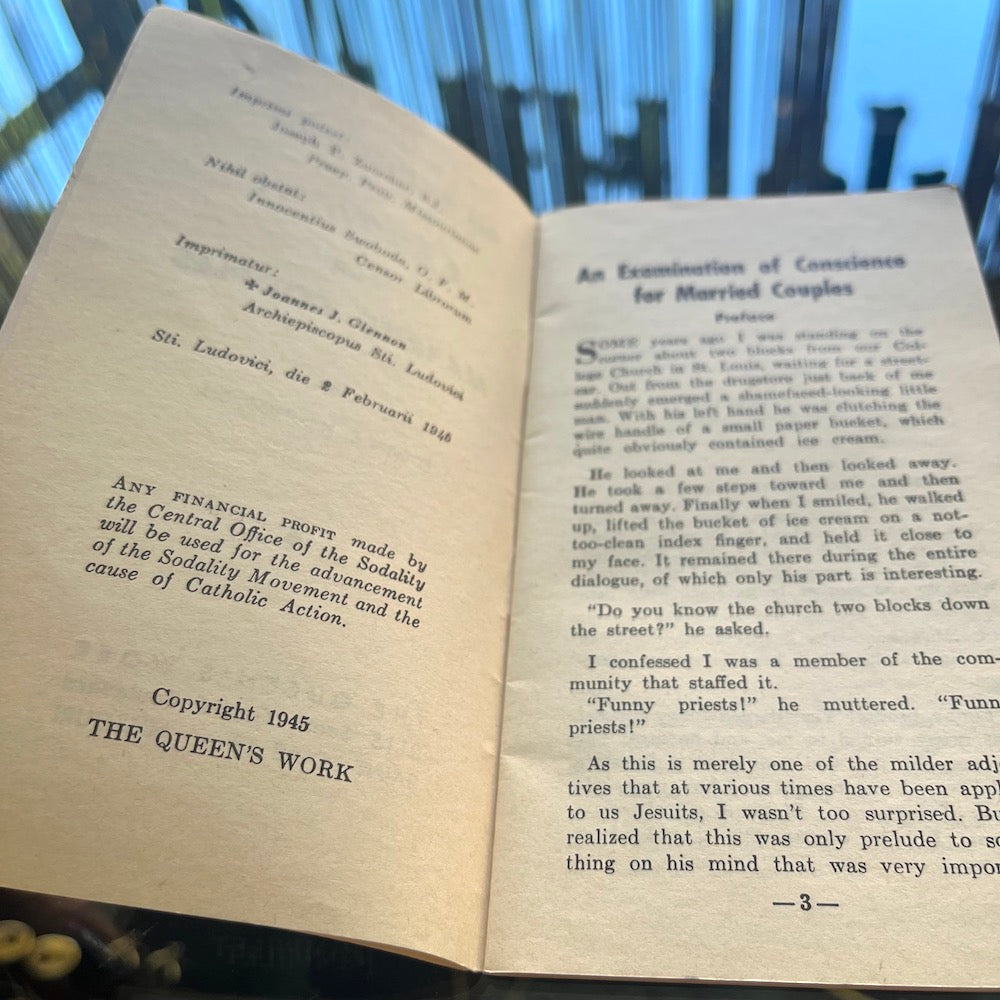 Imprimi potest:
Joseph P.
Nihil obstat:
Innocentius Swoboda, O. F. M.
Censor Librorum
Imprimatur:
✠ Joannes J. Glennon
Archiepiscopus Sti. Ludovici
Sti. Ludovici, die 2 Februarii 1945
ANY FINANCIAL PROFIT made by
the Central Office of the Sodality
will be used for the advancement
of the Sodality Movement and the
cause of Catholic Action.
Copyright 1945
THE QUEEN'S WORK
An Examination of Conscience
for Married Couples
Preface
SOME years ago I was standing on the
corner about two blocks from our Col-
lege Church in St. Louis, waiting for a street-
car. Out from the drugstore just back of me
suddenly emerged a shamefaced-looking little
man. With his left hand he was clutching the
wire handle of a small paper bucket, which
quite obviously contained ice cream.
He looked at me and then looked away.
He took a few steps toward me and then
turned away. Finally when I smiled, he walked
up, lifted the bucket of ice cream on a not-
too-clean index finger, and held it close to
my face. It remained there during the entire
dialogue, of which only his part is interesting.
"Do you know the church two blocks down
the street?" he asked.
I confessed I was a member of the com-
munity that staffed it.
"Funny priests!" he muttered. "Funn
priests!"
As this is merely one of the milder adj
tives that at various times have been appl
to us Jesuits, I wasn't too surprised. Bu
realized that this was only prelude to so
thing on his mind that was very impor
—3—